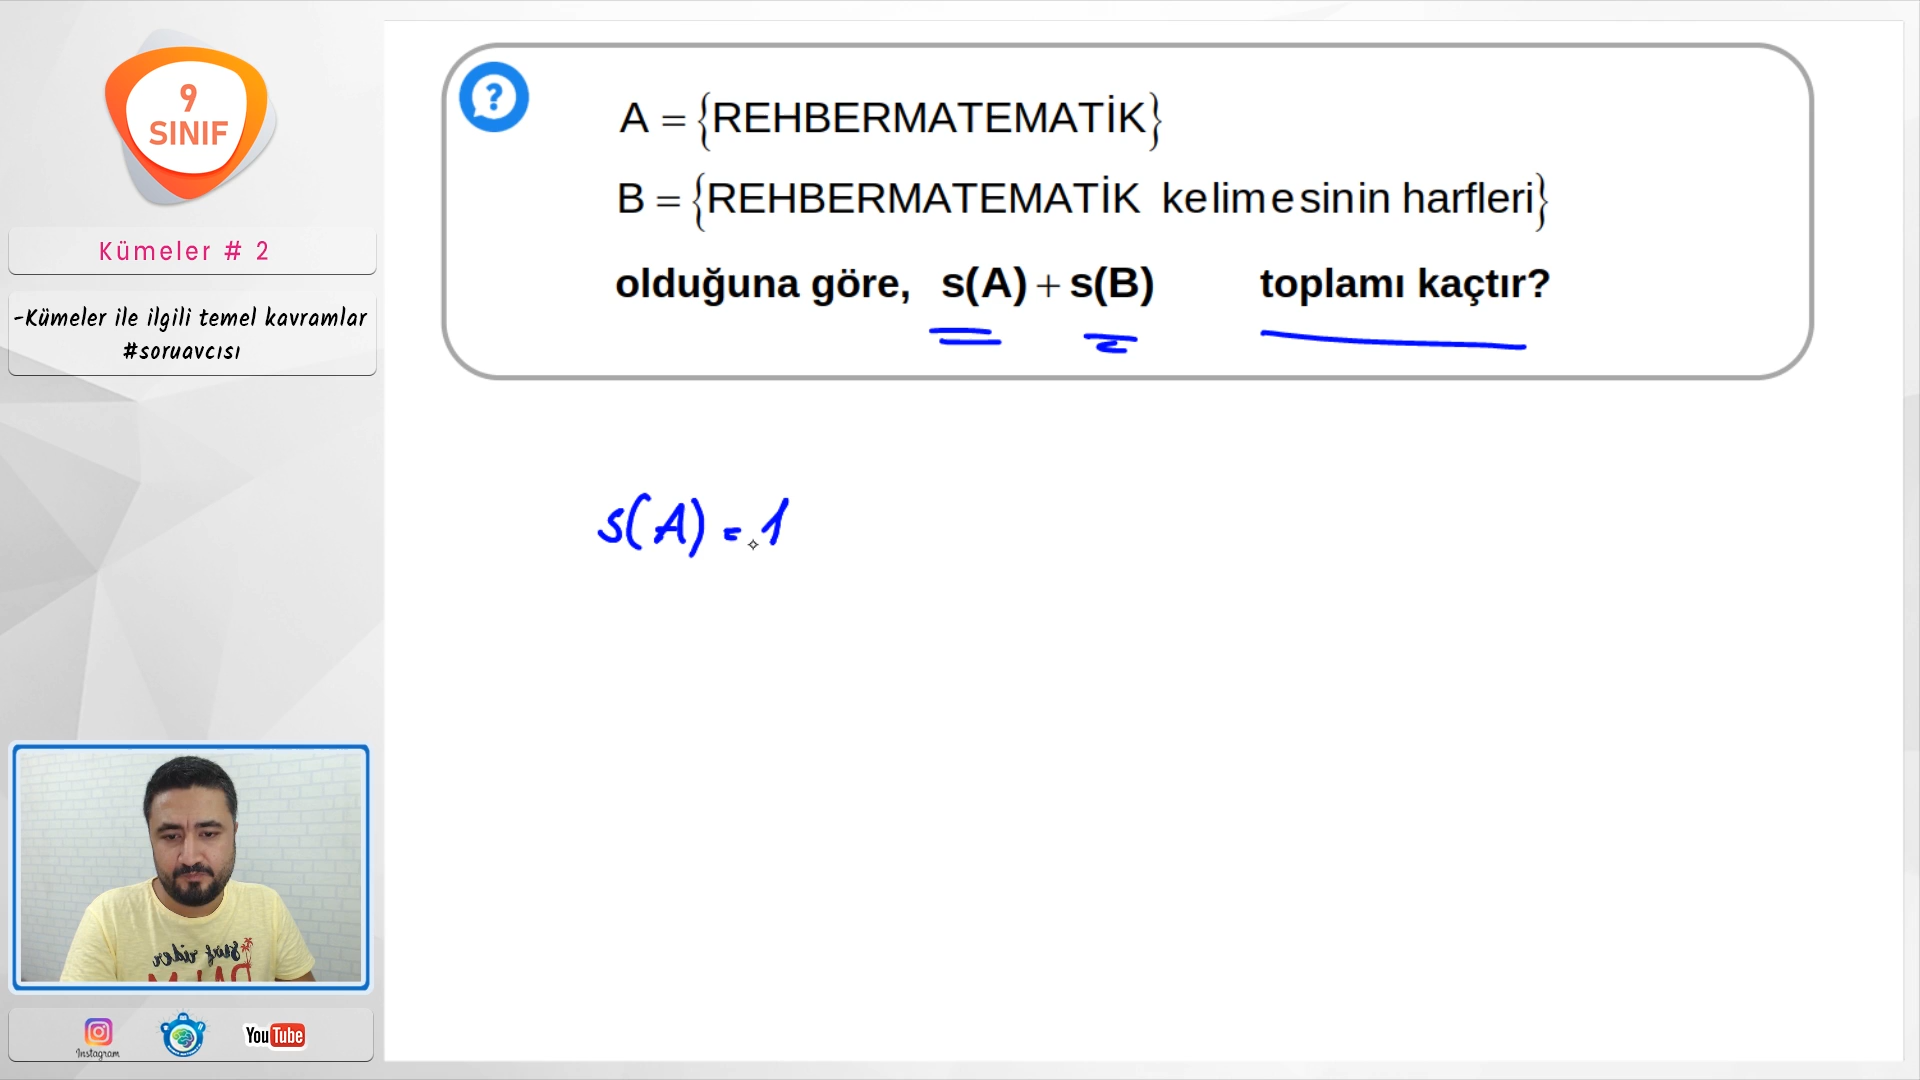 9
SINIF
Kümeler # 2
-Kümeler ile ilgili temel kavramlar
#soruavcısı
A = {REHBERMATEMATİK}
B = {REHBERMATEMATİK kelimesinin harfleri}
olduğuna göre, s(A) + s(B) toplamı kaçtır?
s(A) = 1
Instagram
YouTube